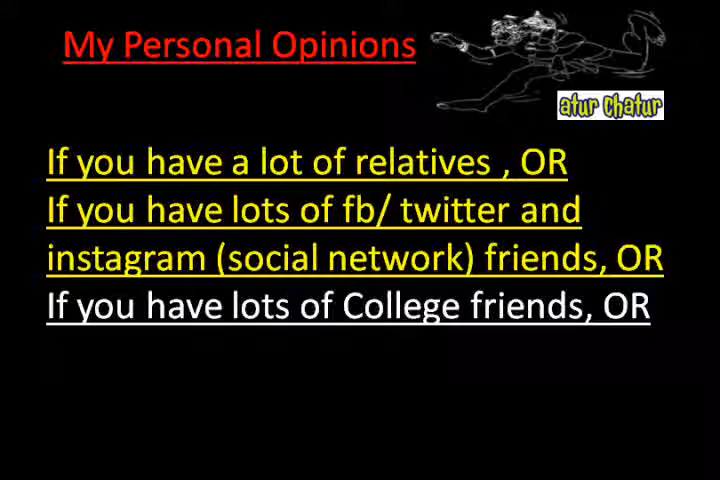 My Personal Opinions
atur chatur
If you have a lot of relatives , OR
If you have lots of fb/ twitter and
instagram (social network) friends, OR
If you have lots of College friends, OR